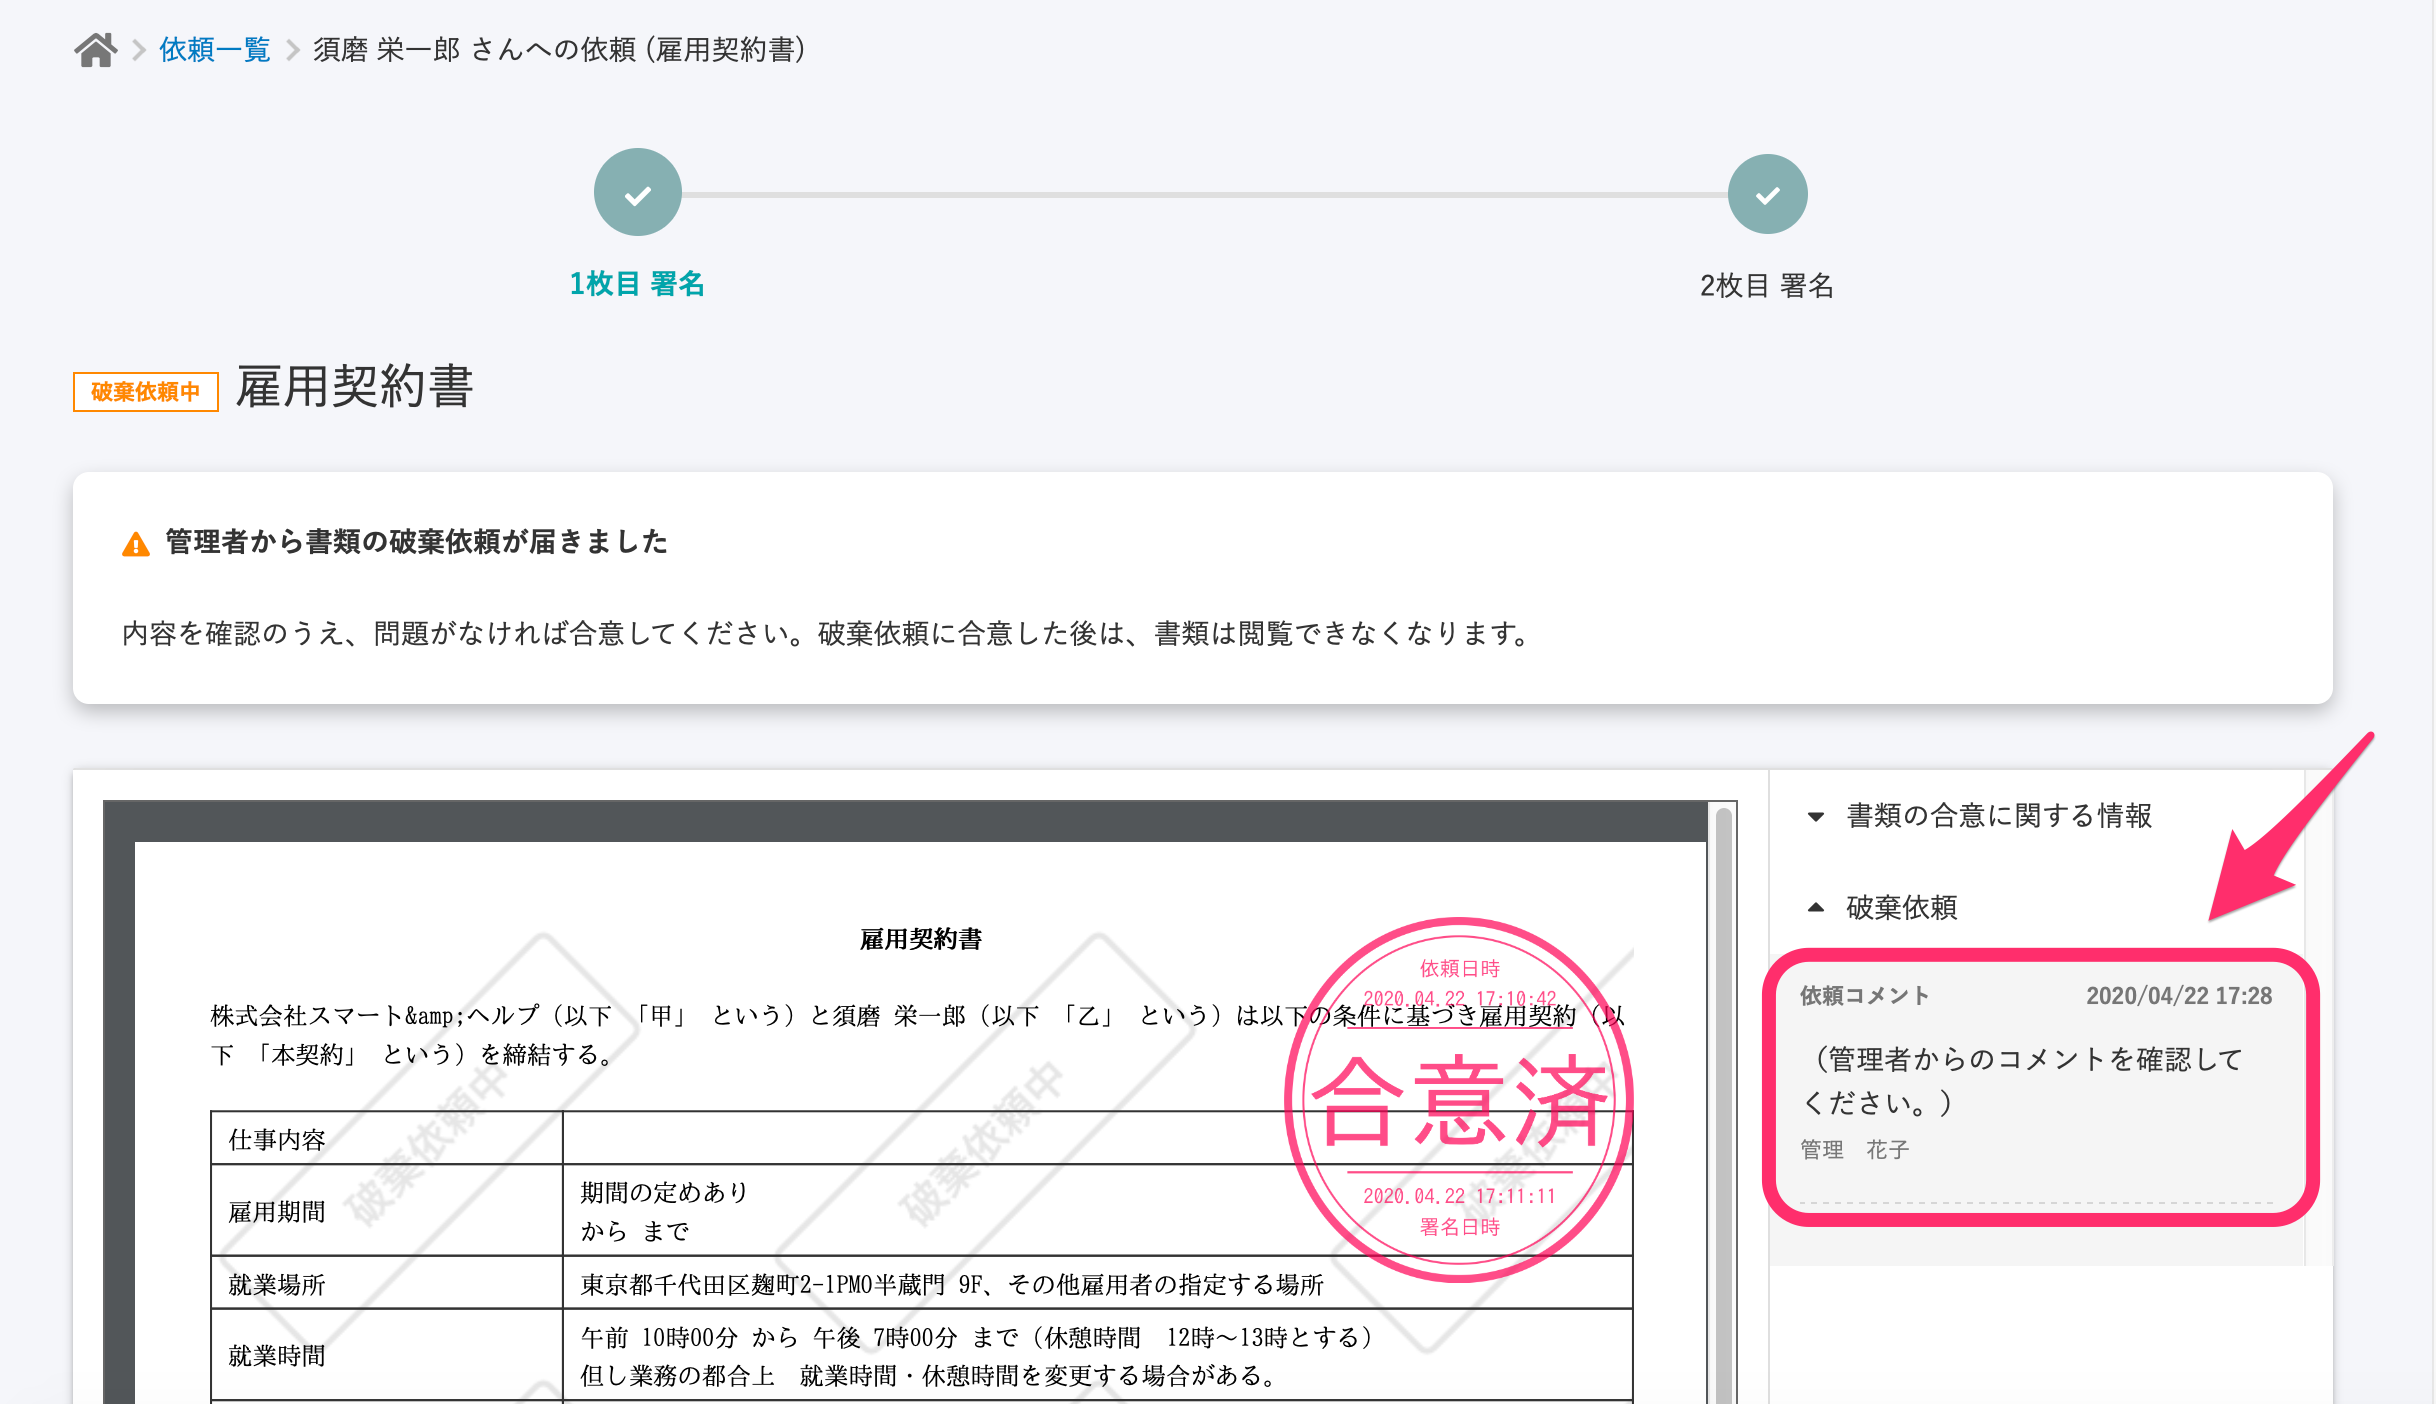 依頼一覧 須磨 栄一郎 さんへの依頼 (雇用契約書)
1枚目 署名
2枚目 署名
破棄依頼中 雇用契約書
管理者から書類の破棄依頼が届きました
内容を確認のうえ、問題がなければ合意してください。破棄依頼に合意した後は、書類は閲覧できなくなります。
雇用契約書
株式会社スマート&amp;ヘルプ（以下 「甲」 という）と須磨 栄一郎（以下 「乙」 という）は以下の条件に基づき雇用契約（以
下 「本契約」 という）を締結する。
仕事内容
雇用期間
期間の定めあり
から まで
就業場所
東京都千代田区麹町2-1PMO半蔵門 9F、その他雇用者の指定する場所
就業時間
午前 10時00分 から 午後 7時00分 まで（休憩時間　12時～13時とする）
但し業務の都合上　就業時間・休憩時間を変更する場合がある。
依頼日時
2020.04.22 17:10:42
合意済
2020.04.22 17:11:11
署名日時
破棄依頼中
破棄依頼中
破棄依頼中
書類の合意に関する情報
破棄依頼
依頼コメント 2020/04/22 17:28
（管理者からのコメントを確認して
ください。）
管理　花子